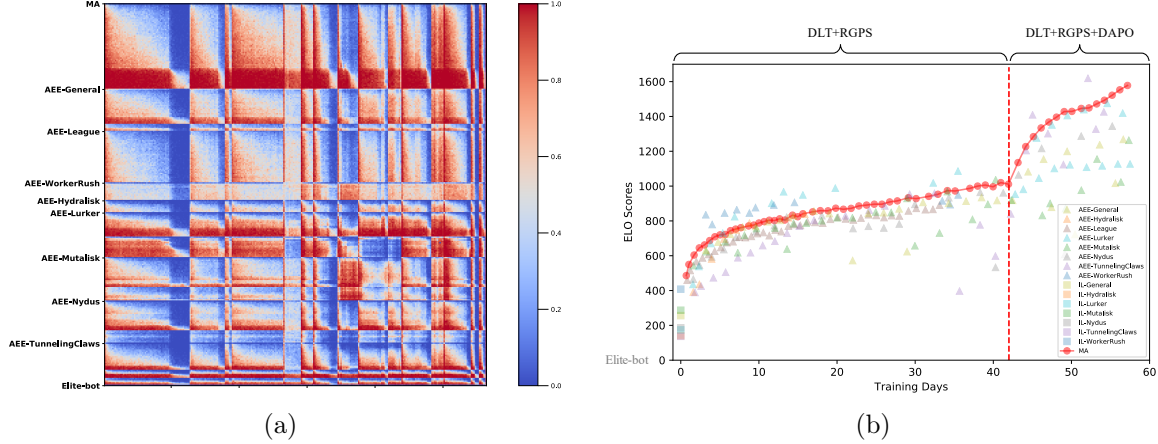 MA
AEE-General
AEE-League
AEE-WorkerRush
AEE-Hydralisk
AEE-Lurker
AEE-Mutalisk
AEE-Nydus
AEE-TunnelingClaws
Elite-bot
1.0
0.8
0.6
0.4
0.2
0.0
(a)
DLT+RGPS
DLT+RGPS+DAPO
ELO Scores
1600
1400
1200
1000
800
600
400
200
0
Elite-bot
0
10
20
30
40
50
60
Training Days
AEE-General
AEE-Hydralisk
AEE-League
AEE-Lurker
AEE-Mutalisk
AEE-Nydus
AEE-TunnelingClaws
AEE-WorkerRush
IL-General
IL-Hydralisk
IL-Lurker
IL-Mutalisk
IL-Nydus
IL-TunnelingClaws
IL-WorkerRush
MA
(b)